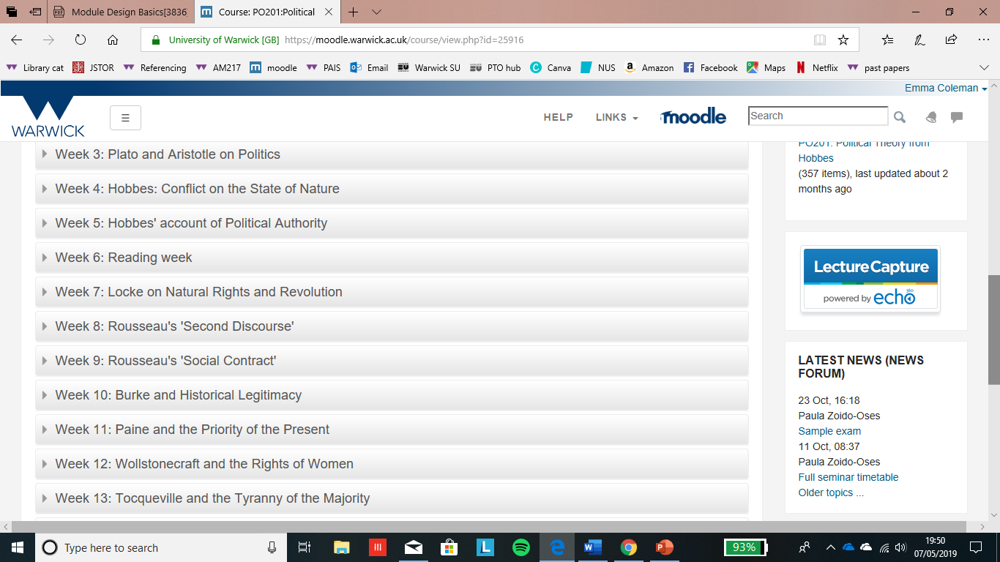 Module Design Basics[3836
Course: PO201:Political
University of Warwick [GB] https://moodle.warwick.ac.uk/course/view.php?id=25916
Library cat JSTOR Referencing AM217 moodle PAIS Email Warwick SU PTO hub Canva NUS Amazon Facebook Maps Netflix past papers
Emma Coleman
WARWICK
HELP LINKS moodle Search
Week 3: Plato and Aristotle on Politics
Week 4: Hobbes: Conflict on the State of Nature
Week 5: Hobbes' account of Political Authority
Week 6: Reading week
Week 7: Locke on Natural Rights and Revolution
Week 8: Rousseau's 'Second Discourse'
Week 9: Rousseau's 'Social Contract'
Week 10: Burke and Historical Legitimacy
Week 11: Paine and the Priority of the Present
Week 12: Wollstonecraft and the Rights of Women
Week 13: Tocqueville and the Tyranny of the Majority
PO201: Political Theory from
Hobbes
(357 items), last updated about 2
months ago
LectureCapture
powered by echo360
LATEST NEWS (NEWS
FORUM)
23 Oct, 16:18
Paula Zoido-Oses
Sample exam
11 Oct, 08:37
Paula Zoido-Oses
Full seminar timetable
Older topics ...
Type here to search
93%
19:50
07/05/2019